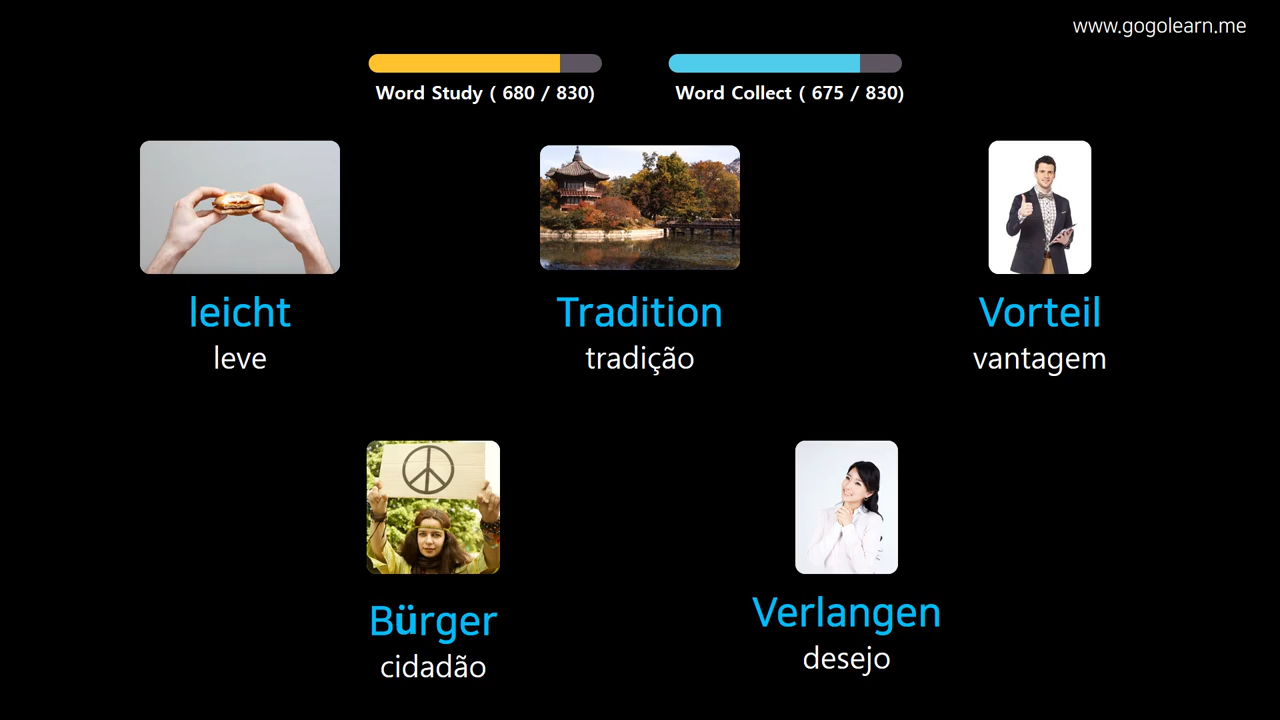 www.gogolearn.me
Word Study ( 680 / 830)
Word Collect ( 675 / 830)
leicht
leve
Tradition
tradição
Vorteil
vantagem
Bürger
cidadão
Verlangen
desejo